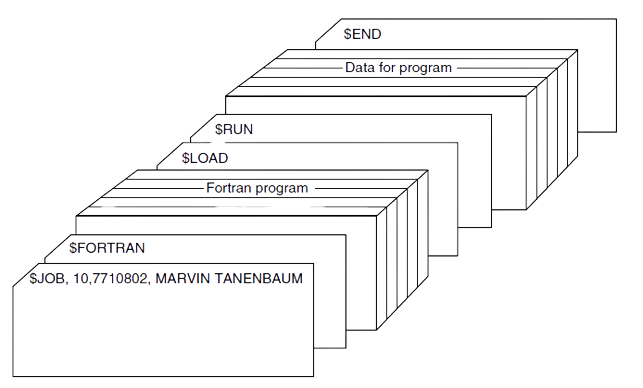 $END
Data for program
$RUN
$LOAD
Fortran program
$FORTRAN
$JOB, 10,7710802, MARVIN TANENBAUM